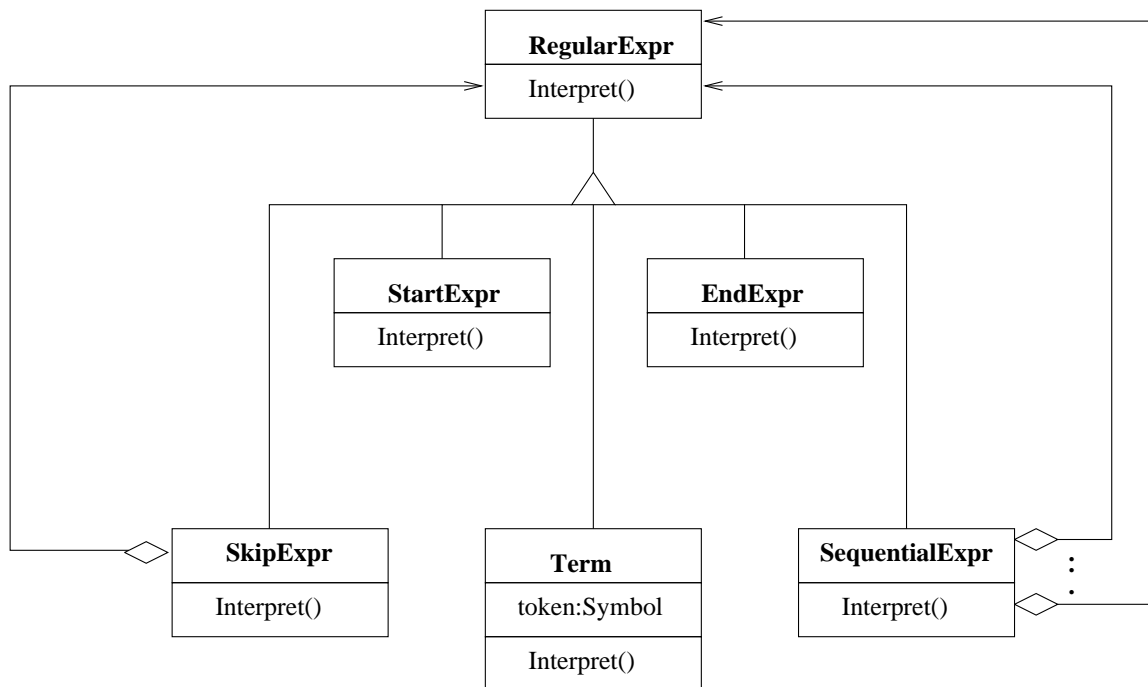 RegularExpr
Interpret()
StartExpr
Interpret()
EndExpr
Interpret()
SkipExpr
Interpret()
Term
token:Symbol
Interpret()
SequentialExpr
Interpret()